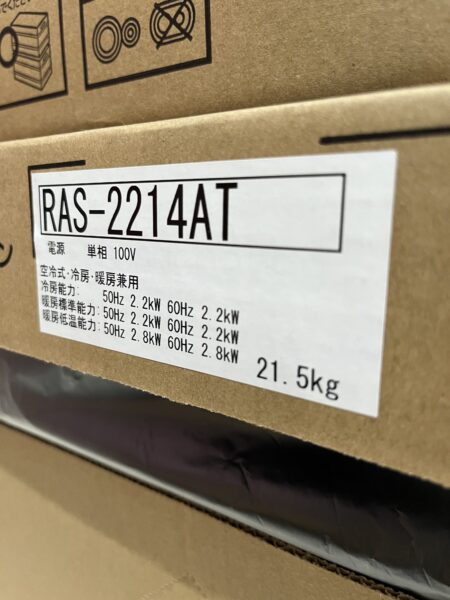 RAS-2214AT
電源 単相 100V
空冷式・冷房・暖房兼用
冷房能力: 50Hz 2.2kW 60Hz 2.2kW
暖房標準能力: 50Hz 2.2kW 60Hz 2.2kW
暖房低温能力: 50Hz 2.8kW 60Hz 2.8kW
21.5kg
ン